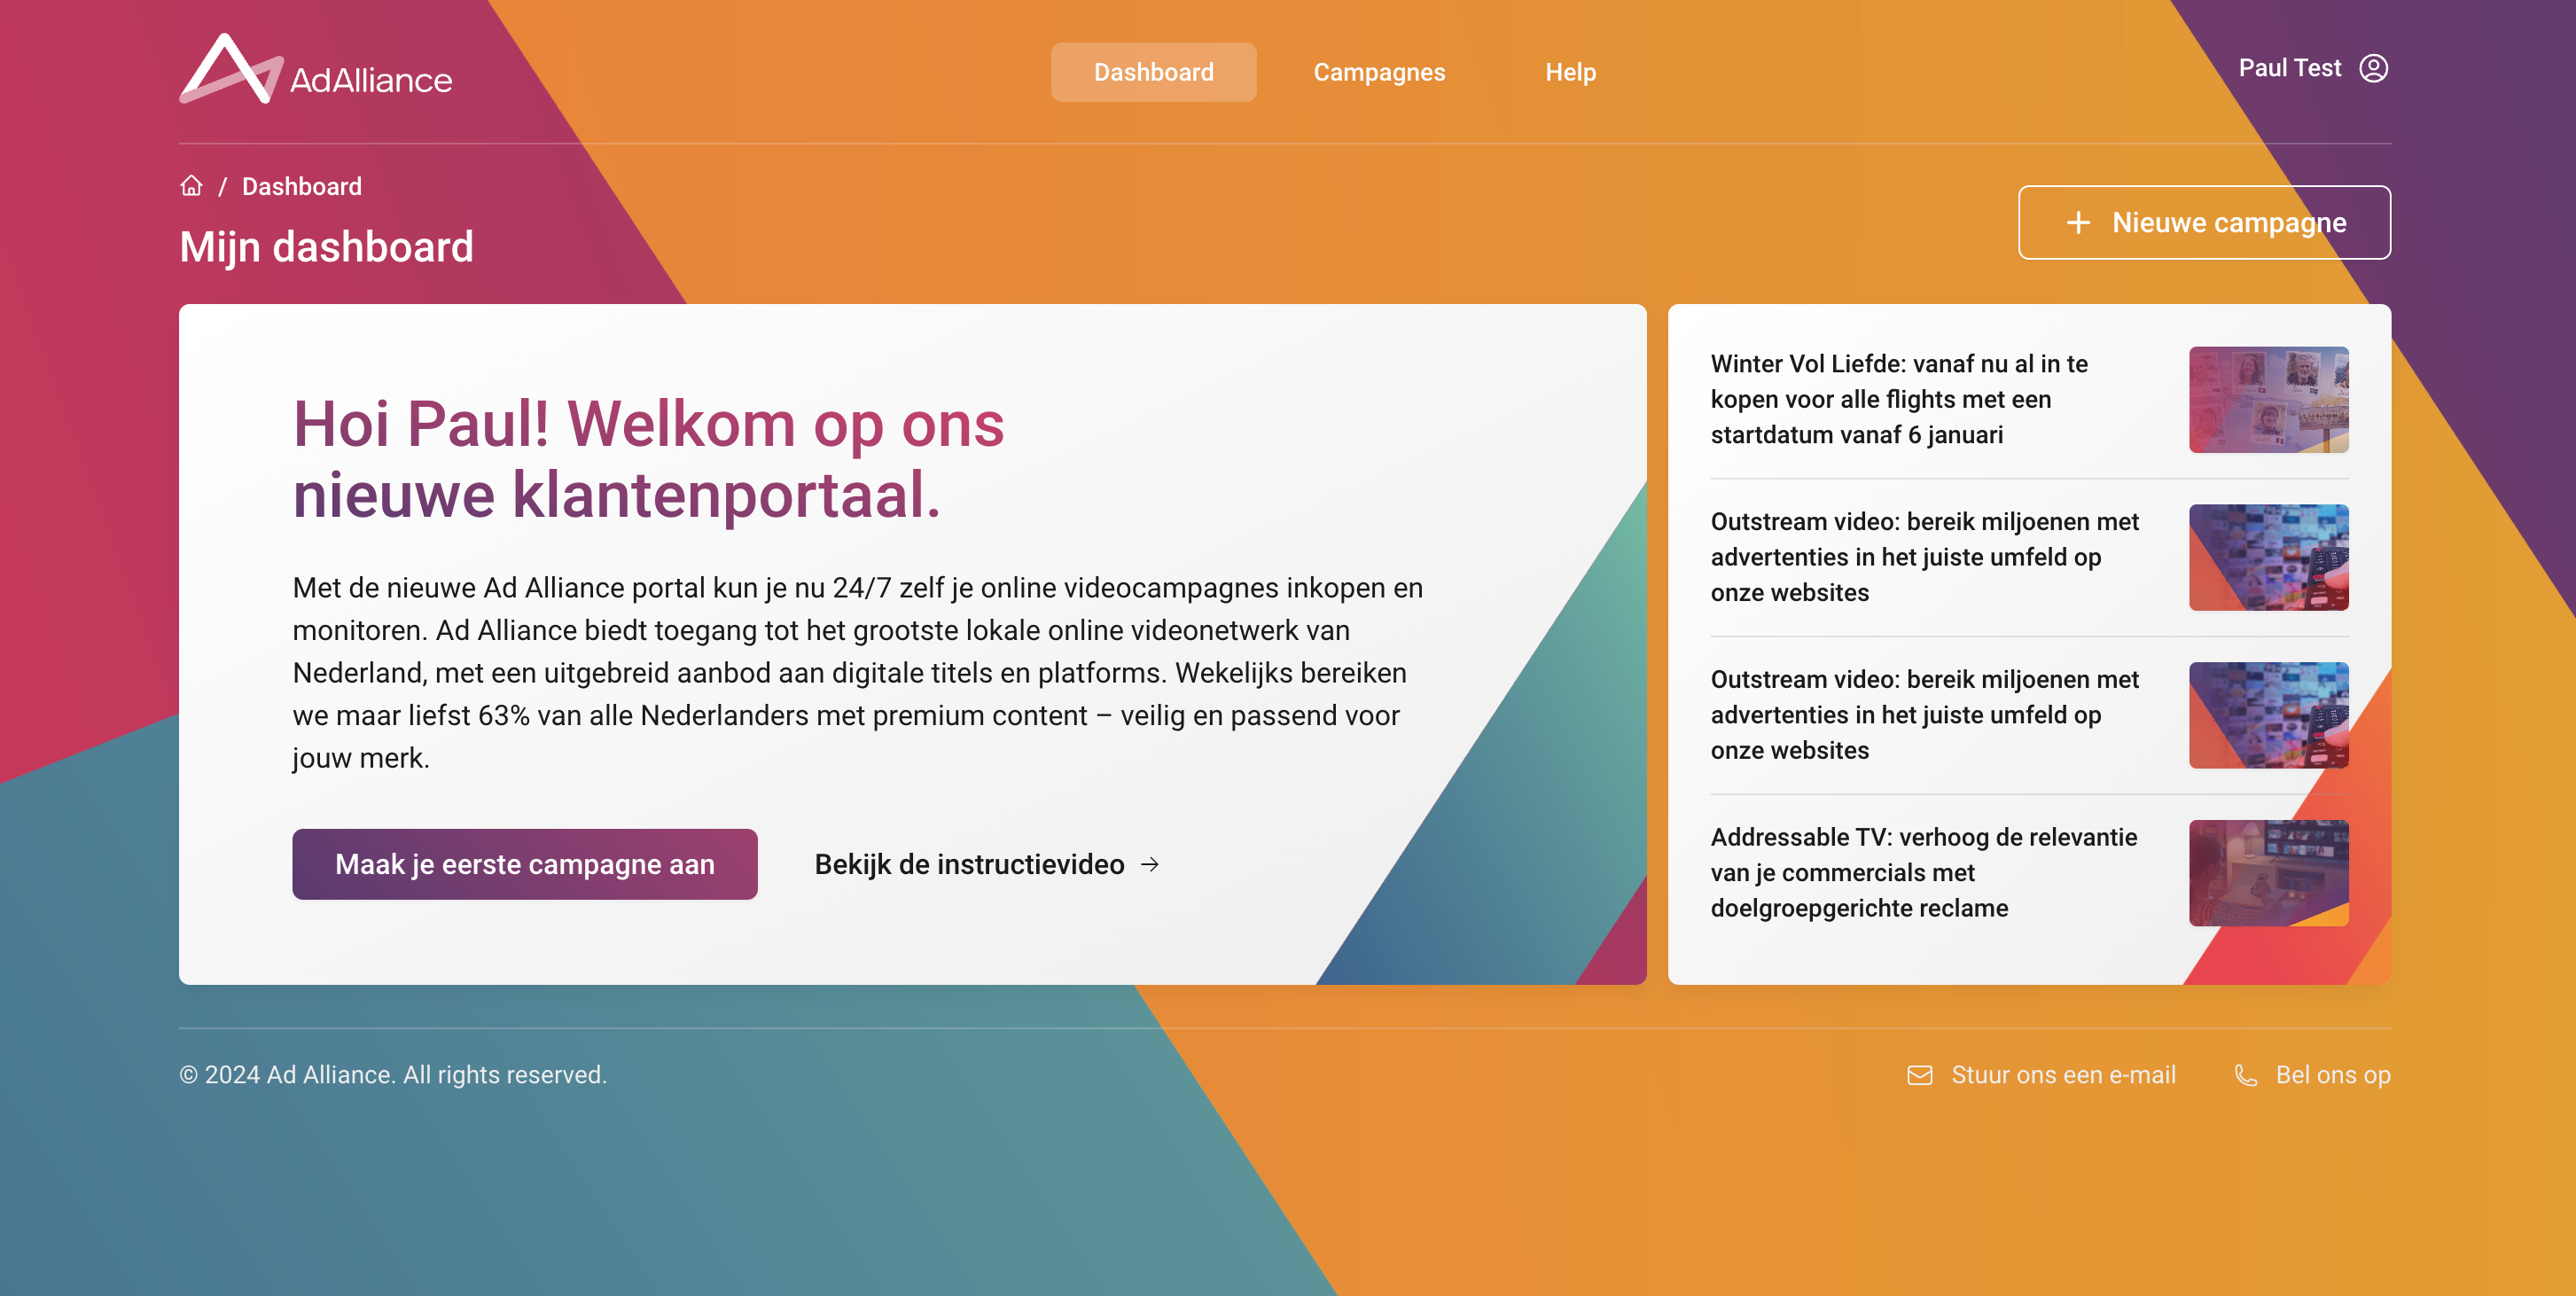 AdAlliance
Dashboard
Campagnes
Help
Paul Test
/ Dashboard
Mijn dashboard
+ Nieuwe campagne
Hoi Paul! Welkom op ons
nieuwe klantenportaal.
Met de nieuwe Ad Alliance portal kun je nu 24/7 zelf je online videocampagnes inkopen en
monitoren. Ad Alliance biedt toegang tot het grootste lokale online videonetwerk van
Nederland, met een uitgebreid aanbod aan digitale titels en platforms. Wekelijks bereiken
we maar liefst 63% van alle Nederlanders met premium content – veilig en passend voor
jouw merk.
Maak je eerste campagne aan
Bekijk de instructievideo →
Winter Vol Liefde: vanaf nu al in te
kopen voor alle flights met een
startdatum vanaf 6 januari
Outstream video: bereik miljoenen met
advertenties in het juiste umfeld op
onze websites
Outstream video: bereik miljoenen met
advertenties in het juiste umfeld op
onze websites
Addressable TV: verhoog de relevantie
van je commercials met
doelgroepgerichte reclame
© 2024 Ad Alliance. All rights reserved.
Stuur ons een e-mail
Bel ons op